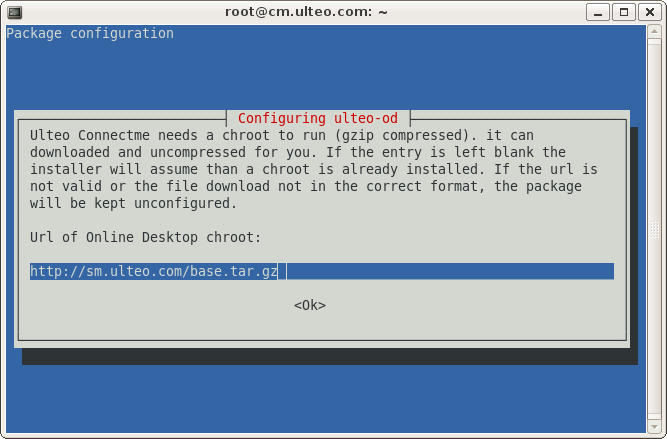 root@cm.ulteo.com: ~
Package configuration
Configuring ulteo-od
Ulteo Connectme needs a chroot to run (gzip compressed). it can
downloaded and uncompressed for you. If the entry is left blank the
installer will assume than a chroot is already installed. If the url is
not valid or the file download not in the correct format, the package
will be kept unconfigured.
Url of Online Desktop chroot:
http://sm.ulteo.com/base.tar.gz
<Ok>